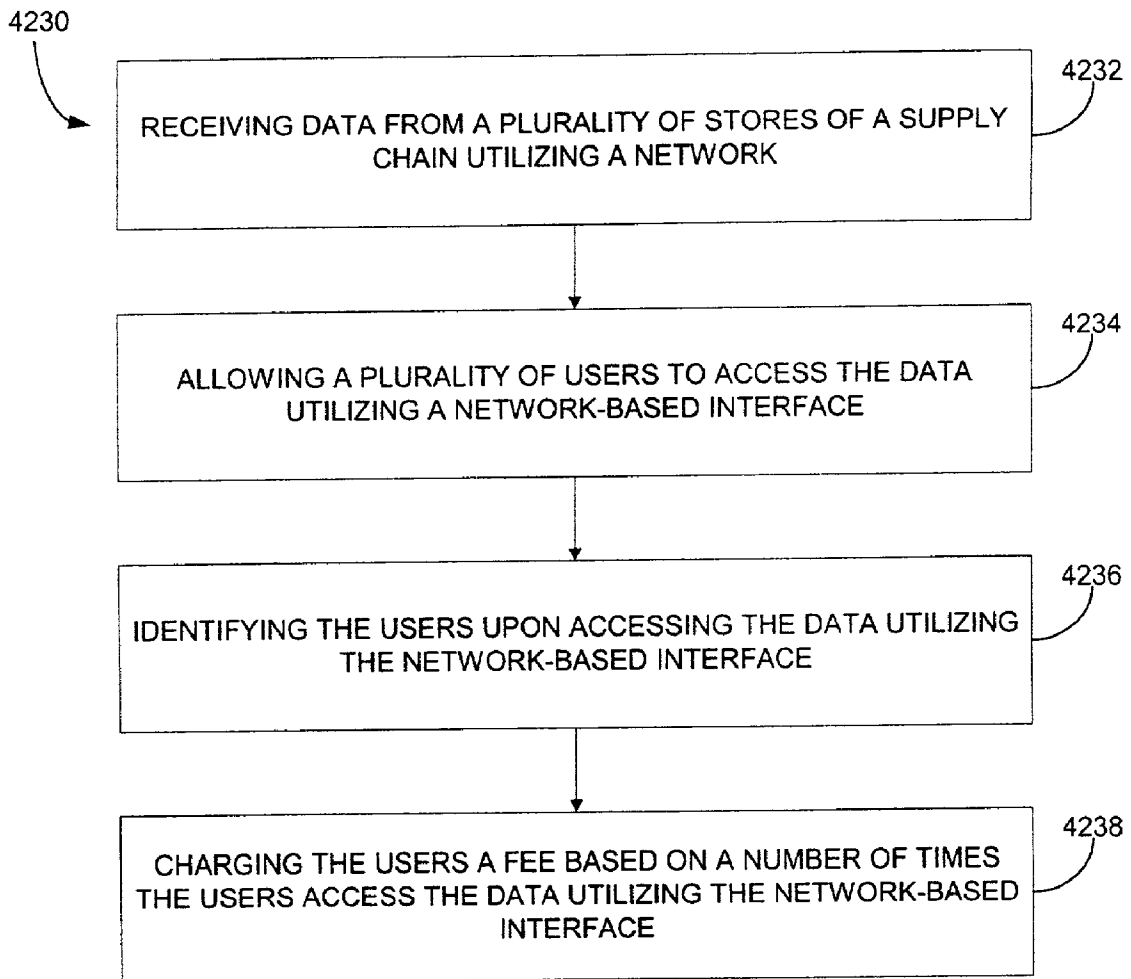 4230
4232
RECEIVING DATA FROM A PLURALITY OF STORES OF A SUPPLY
CHAIN UTILIZING A NETWORK
4234
ALLOWING A PLURALITY OF USERS TO ACCESS THE DATA
UTILIZING A NETWORK-BASED INTERFACE
4236
IDENTIFYING THE USERS UPON ACCESSING THE DATA UTILIZING
THE NETWORK-BASED INTERFACE
4238
CHARGING THE USERS A FEE BASED ON A NUMBER OF TIMES
THE USERS ACCESS THE DATA UTILIZING THE NETWORK-BASED
INTERFACE